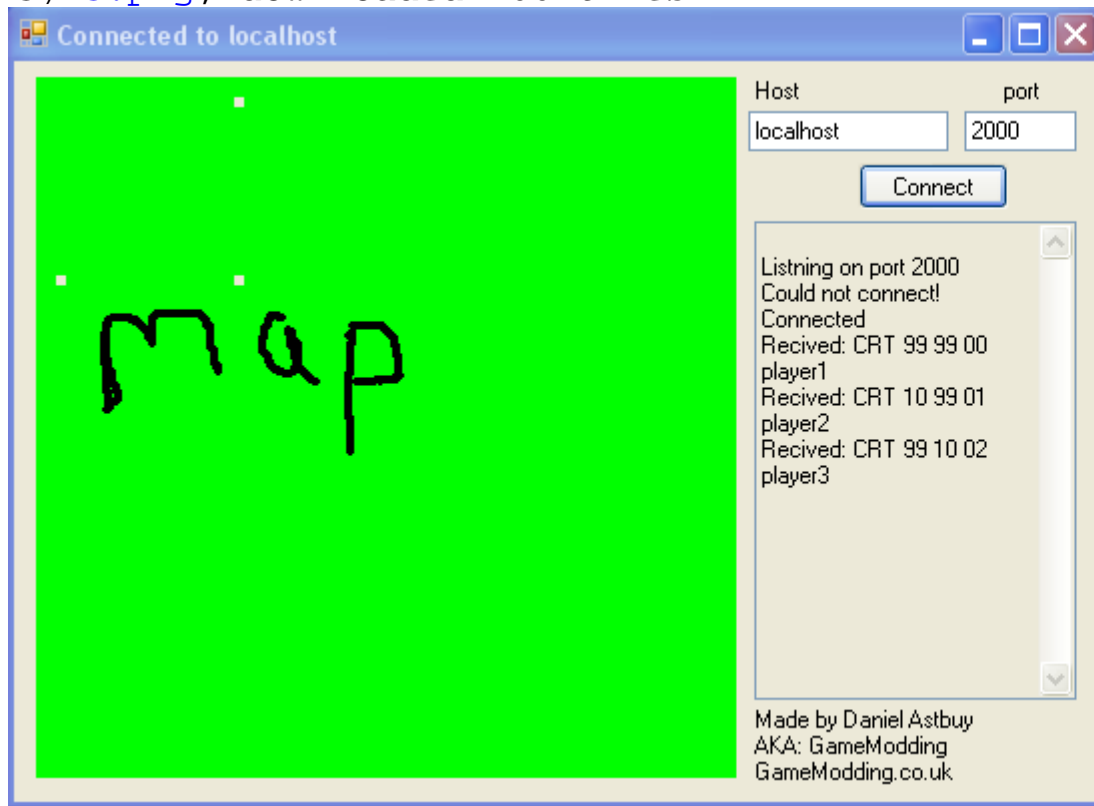 Connected to localhost
Host port
localhost 2000
Connect
map
Listning on port 2000
Could not connect!
Connected
Recived: CRT 99 99 00
player1
Recived: CRT 10 99 01
player2
Recived: CRT 99 10 02
player3
Made by Daniel Astbuy
AKA: GameModding
GameModding.co.uk